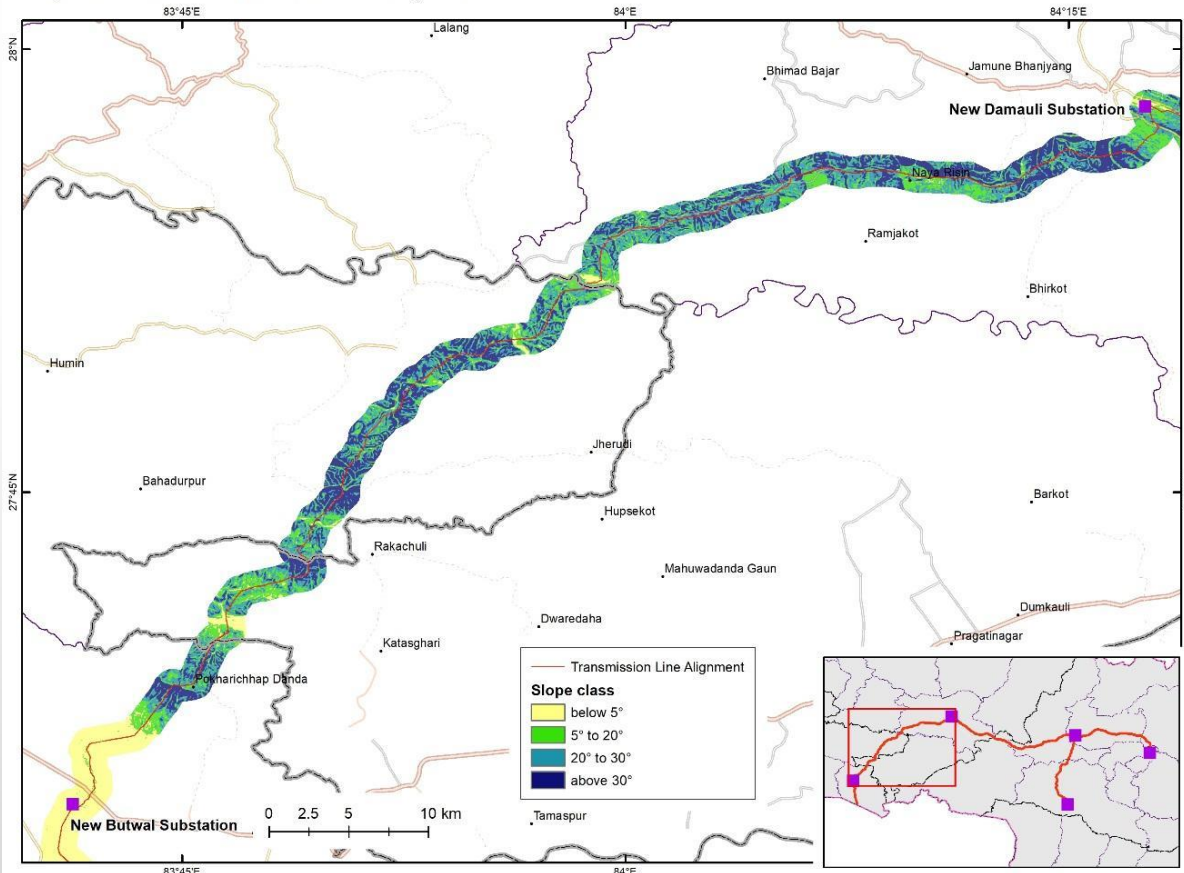 83°45'E
84°E
84°15'E
28°N
Lalang
Bhimad Bajar
Jamune Bhanjyang
New Damauli Substation
Naya Risin
Ramjakot
Bhirkot
Humin
Jherudi
Bahadurpur
27°45'N
Barkot
Hupsekot
Rakachuli
Mahuwadanda Gaun
Dumkauli
Dwaredaha
Pragatinagar
Katasghari
Pokharichhap Danda
Transmission Line Alignment
Slope class
below 5°
5° to 20°
20° to 30°
above 30°
New Butwal Substation
0 2.5 5 10 km
Tamaspur
83°45'E
84°E